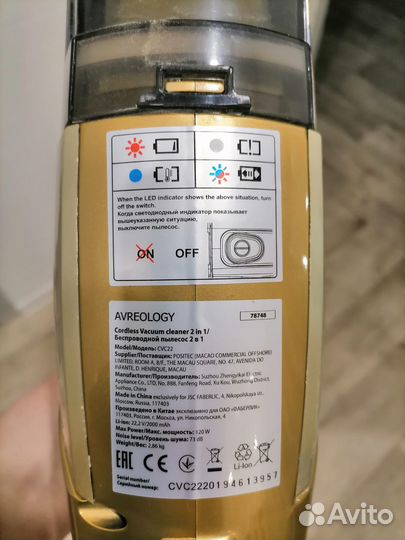 When the LED indicator shows the above situation, turn
off the switch.
Когда светодиодный индикатор показывает
вышеуказанную ситуацию,
выключите пылесос.
ON OFF
AVREOLOGY 78748
Cordless Vacuum cleaner 2 in 1/
Беспроводной пылесос 2 в 1
Model/Модель: CVC22
Supplier/Поставщик: POSITEC (MACAO COMMERCIAL OFFSHORE)
LIMITED, ROOM A, 8/F, THE MACAU SQUARE, NO. 47, AVENIDA DO
INFANTE, D. HENRIQUE, MACAU
Manufacturer/Производитель: Suzhou Zhengyikai Electric
Appliance Co., LTD, No. 888, Fanfeng Road, Xu Kou, Wuzhong District,
Suzhou, China
Made in China exclusively for JSC FABERLIC, 4, Nikopolskaya str.,
Moscow, Russia, 117403
Произведено в Китае эксклюзивно для ОАО «ФАБЕРЛИК»,
117403, Россия, г. Москва, ул. Никопольская, 4
Li-ion: 22,2 V/2000 mAh
Max Power/Макс. мощность: 120 W
Noise level/Уровень шума: 73 dB
Weight/Вес: 2,86 kg
EAC CE Li-Ion
Serial number/
Серийный номер: CVC2220194613957
Avito